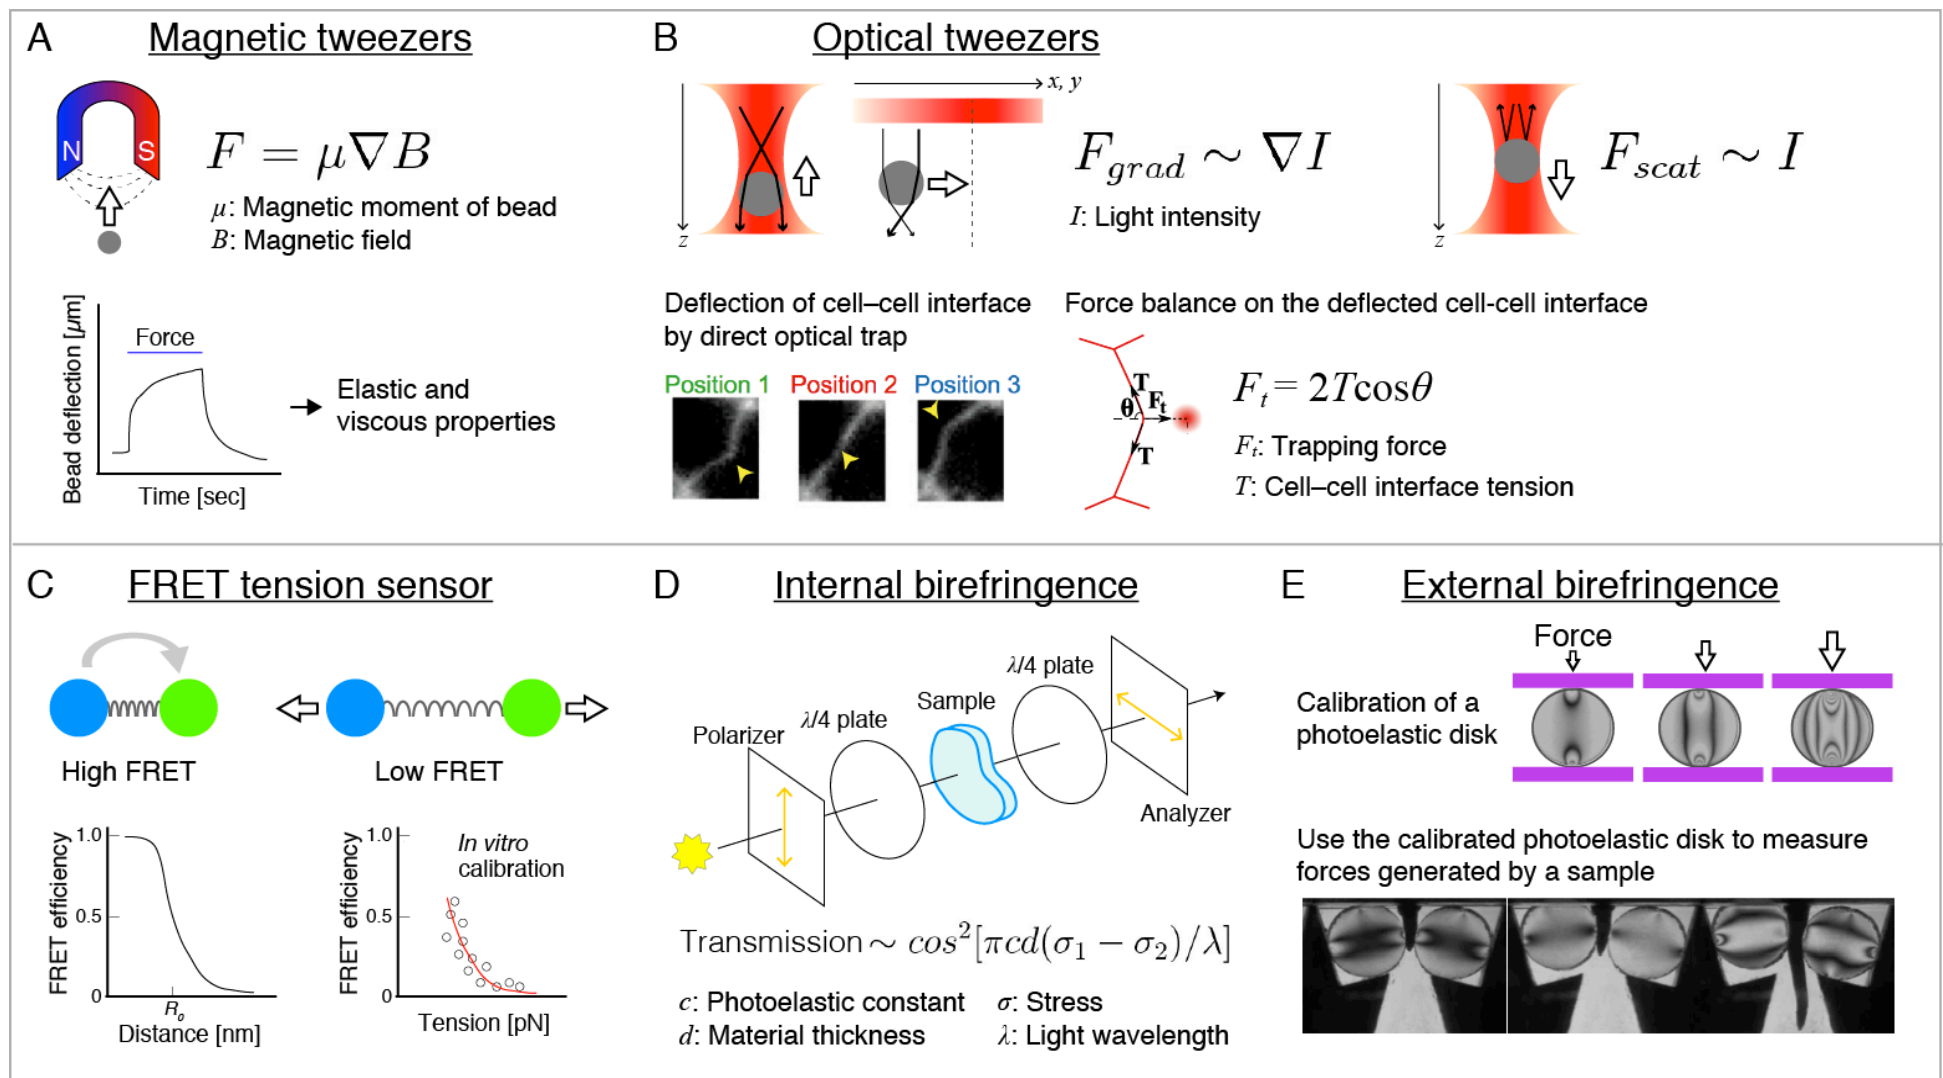 A
Magnetic tweezers
N
S
F = μ∇B
μ: Magnetic moment of bead
B: Magnetic field
Bead deflection [μm]
Force
Time [sec]
Elastic and
viscous properties
B
Optical tweezers
z
x, y
F_grad ∼ ∇I
I: Light intensity
z
F_scat ∼ I
Deflection of cell–cell interface
by direct optical trap
Position 1
Position 2
Position 3
Force balance on the deflected cell-cell interface
T
θ
F_t
T
F_t = 2Tcosθ
F_t: Trapping force
T: Cell–cell interface tension
C
FRET tension sensor
High FRET
Low FRET
FRET efficiency
1.0
0.5
0
R_0
Distance [nm]
FRET efficiency
1.0
0.5
0
In vitro
calibration
Tension [pN]
D
Internal birefringence
Polarizer
λ/4 plate
Sample
λ/4 plate
Analyzer
Transmission ∼ cos²[πcd(σ₁ − σ₂)/λ]
c: Photoelastic constant
σ: Stress
d: Material thickness
λ: Light wavelength
E
External birefringence
Force
Calibration of a
photoelastic disk
Use the calibrated photoelastic disk to measure
forces generated by a sample